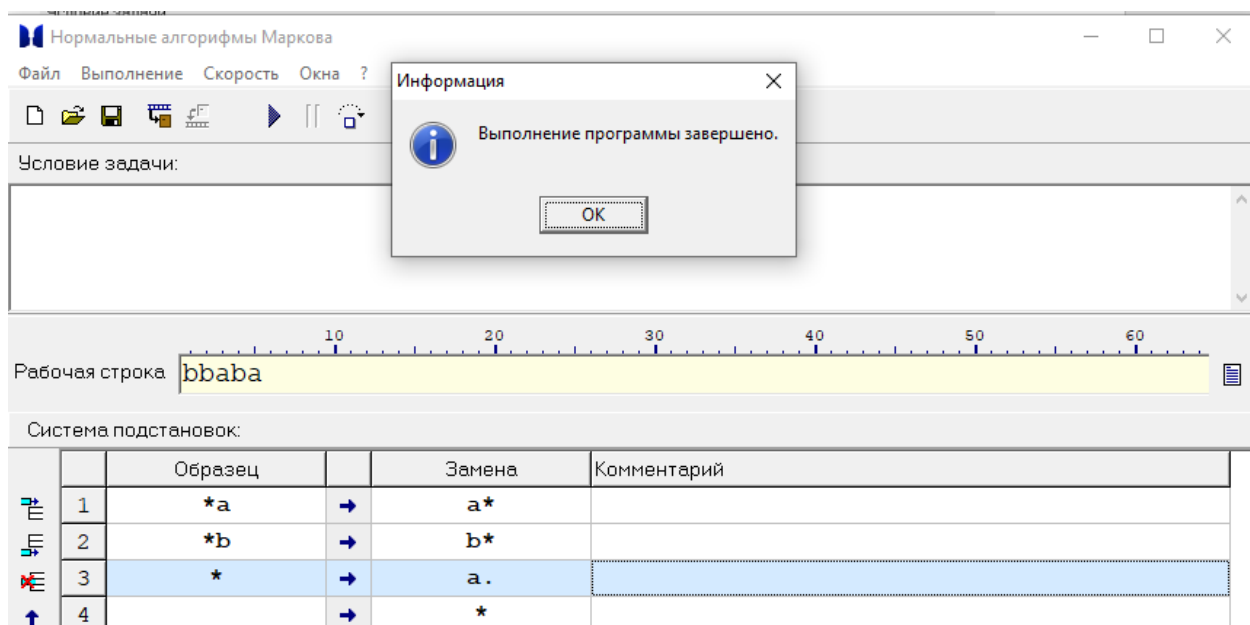 Нормальные алгорифмы Маркова
Файл Выполнение Скорость Окна ?
Информация
Выполнение программы завершено.
OK
Условие задачи:
10 20 30 40 50 60
Рабочая строка bbaba
Система подстановок:
Образец Замена Комментарий
1 *a → a*
2 *b → b*
3 * → a.
4 → *